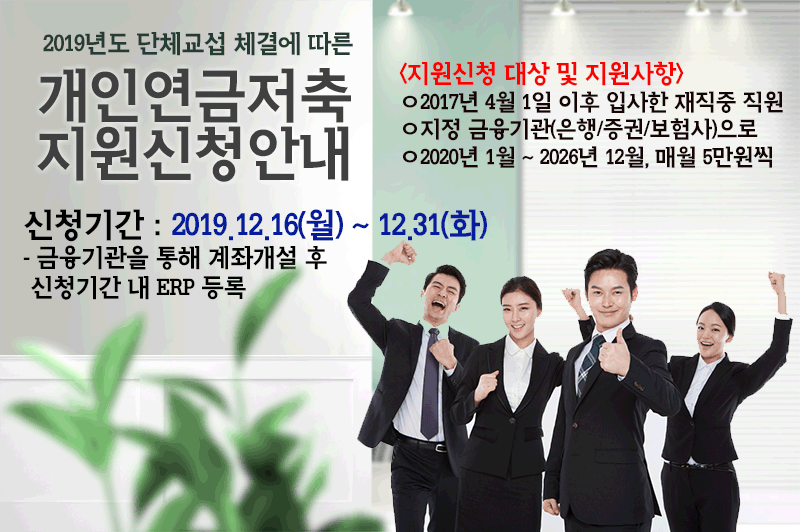 2019년도 단체교섭 체결에 따른
개인연금저축
지원신청안내
<지원신청 대상 및 지원사항>
ㅇ2017년 4월 1일 이후 입사한 재직중 직원
ㅇ지정 금융기관(은행/증권/보험사)으로
ㅇ2020년 1월 ~ 2026년 12월, 매월 5만원씩
신청기간 : 2019.12.16(월) ~ 12.31(화)
- 금융기관을 통해 계좌개설 후
신청기간 내 ERP 등록